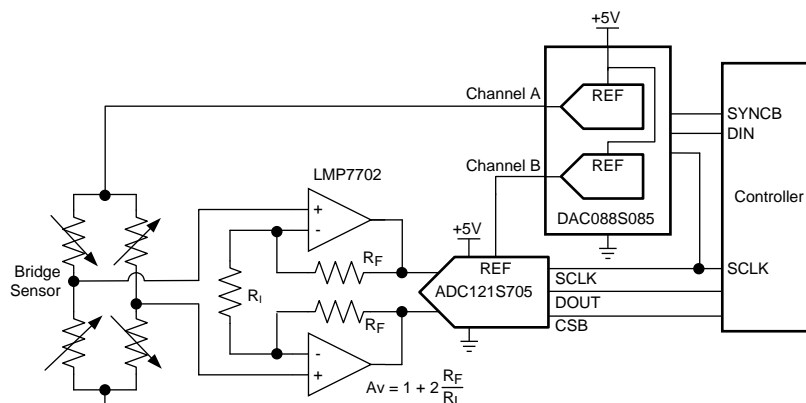 +5V
Channel A
REF
SYNCB
DIN
Channel B
REF
LMP7702
DAC088S085
Controller
+5V
REF
RF
SCLK
SCLK
Bridge
Sensor
RI
ADC121S705
DOUT
RF
CSB
Av = 1 + 2 RF
RI
+
-
-
+